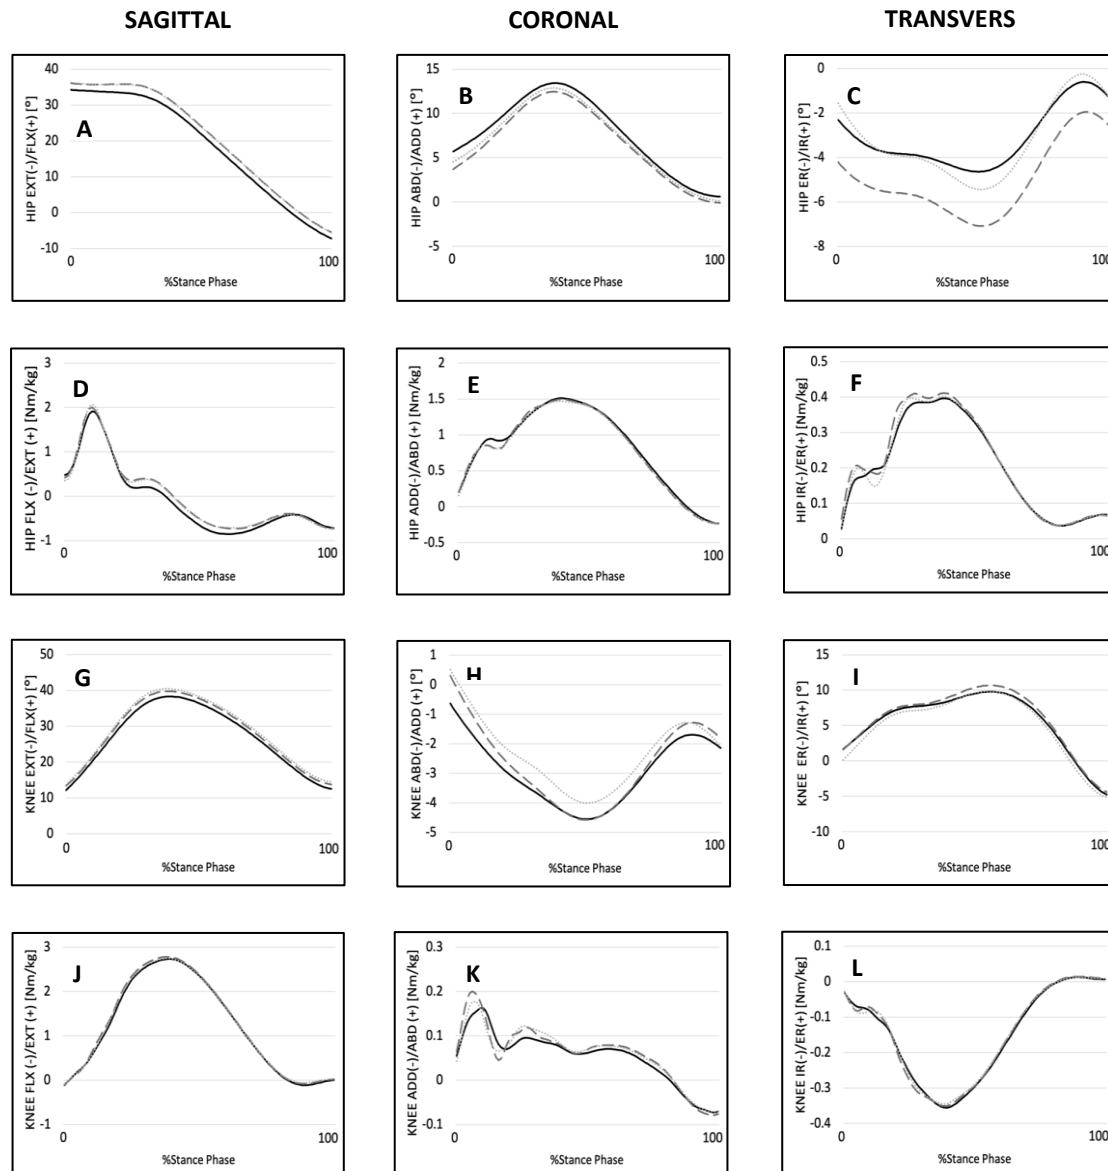 SAGITTAL
CORONAL
TRANSVERS
HIP EXT(-)/FLX(+) [°]
40
30
20
10
0
-10
A
0
100
%Stance Phase
HIP ABD(-)/ADD (+) [°]
15
10
5
0
-5
B
0
100
%Stance Phase
HIP ER(-)/IR(+) [°]
0
-2
-4
-6
-8
C
0
100
%Stance Phase
HIP FLX (-)/EXT (+) [Nm/kg]
3
2
1
0
-1
D
0
100
%Stance Phase
HIP ADD(-)/ABD (+) [Nm/kg]
2
1.5
1
0.5
0
-0.5
E
0
100
%Stance Phase
HIP IR(-)/ER(+) [Nm/kg]
0.5
0.4
0.3
0.2
0.1
0
F
0
100
%Stance Phase
KNEE EXT(-)/FLX(+) [°]
50
40
30
20
10
0
G
0
100
%Stance Phase
KNEE ABD(-)/ADD (+) [°]
1
0
-1
-2
-3
-4
-5
H
0
100
%Stance Phase
KNEE ER(-)/IR(+) [°]
15
10
5
0
-5
-10
I
0
100
%Stance Phase
KNEE FLX (-)/EXT (+) [Nm/kg]
3
2
1
0
-1
J
0
100
%Stance Phase
KNEE ADD(-)/ABD (+) [Nm/kg]
0.3
0.2
0.1
0
-0.1
K
0
100
%Stance Phase
KNEE IR(-)/ER(+) [Nm/kg]
0.1
0
-0.1
-0.2
-0.3
-0.4
L
0
100
%Stance Phase